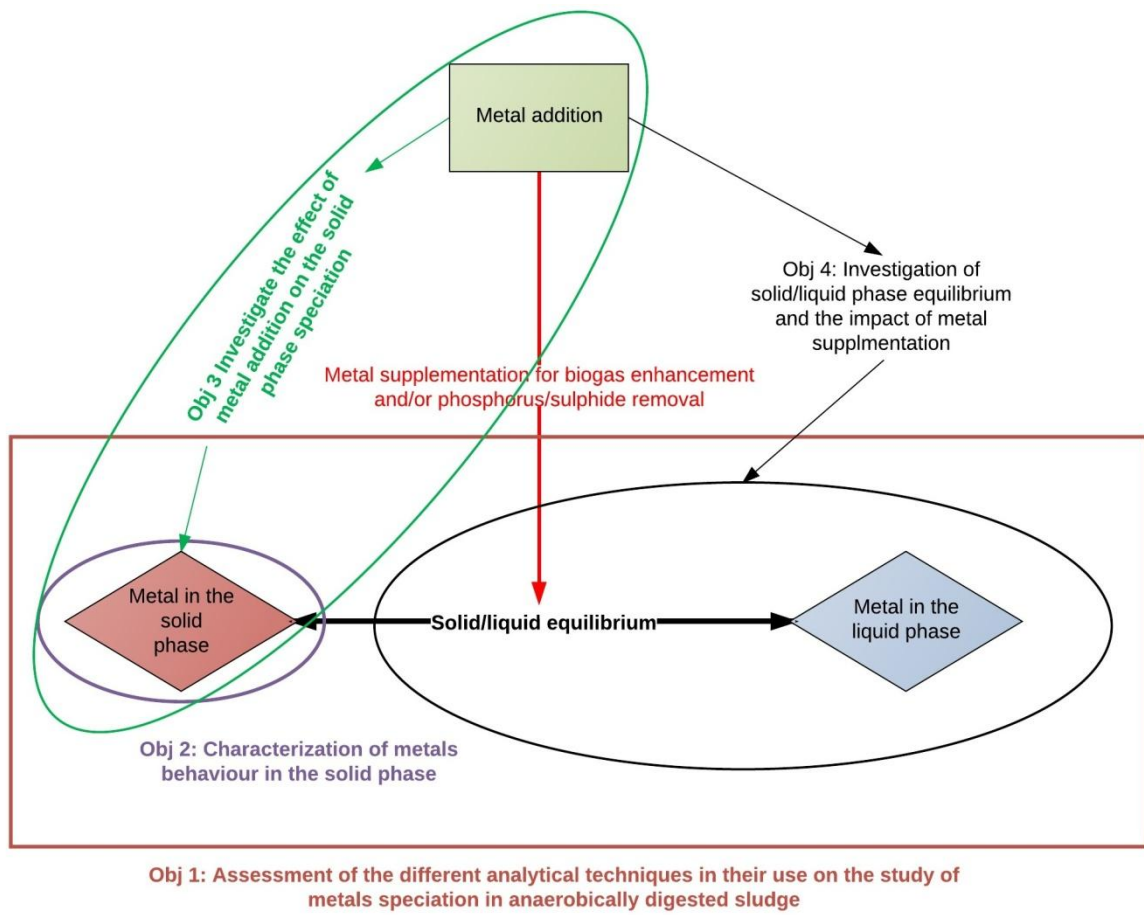 Metal addition
Obj 3 Investigate the effect of
metal addition on the solid
phase speciation
Obj 4: Investigation of
solid/liquid phase equilibrium
and the impact of metal
supplmentation
Metal supplementation for biogas enhancement
and/or phosphorus/sulphide removal
Metal in the
solid
phase
Solid/liquid equilibrium
Metal in the
liquid phase
Obj 2: Characterization of metals
behaviour in the solid phase
Obj 1: Assessment of the different analytical techniques in their use on the study of
metals speciation in anaerobically digested sludge